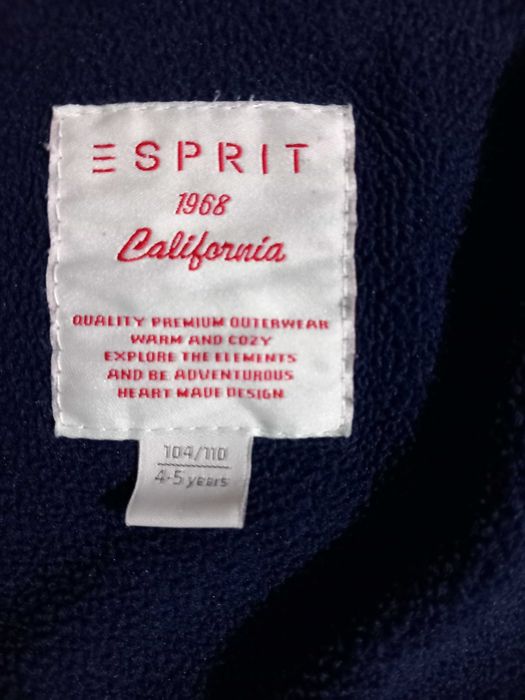 ESPRIT
1968
California
QUALITY PREMIUM OUTERWEAR
WARM AND COZY
EXPLORE THE ELEMENTS
AND BE ADVENTUROUS
HEART MADE DESIGN
104/110
4-5 years